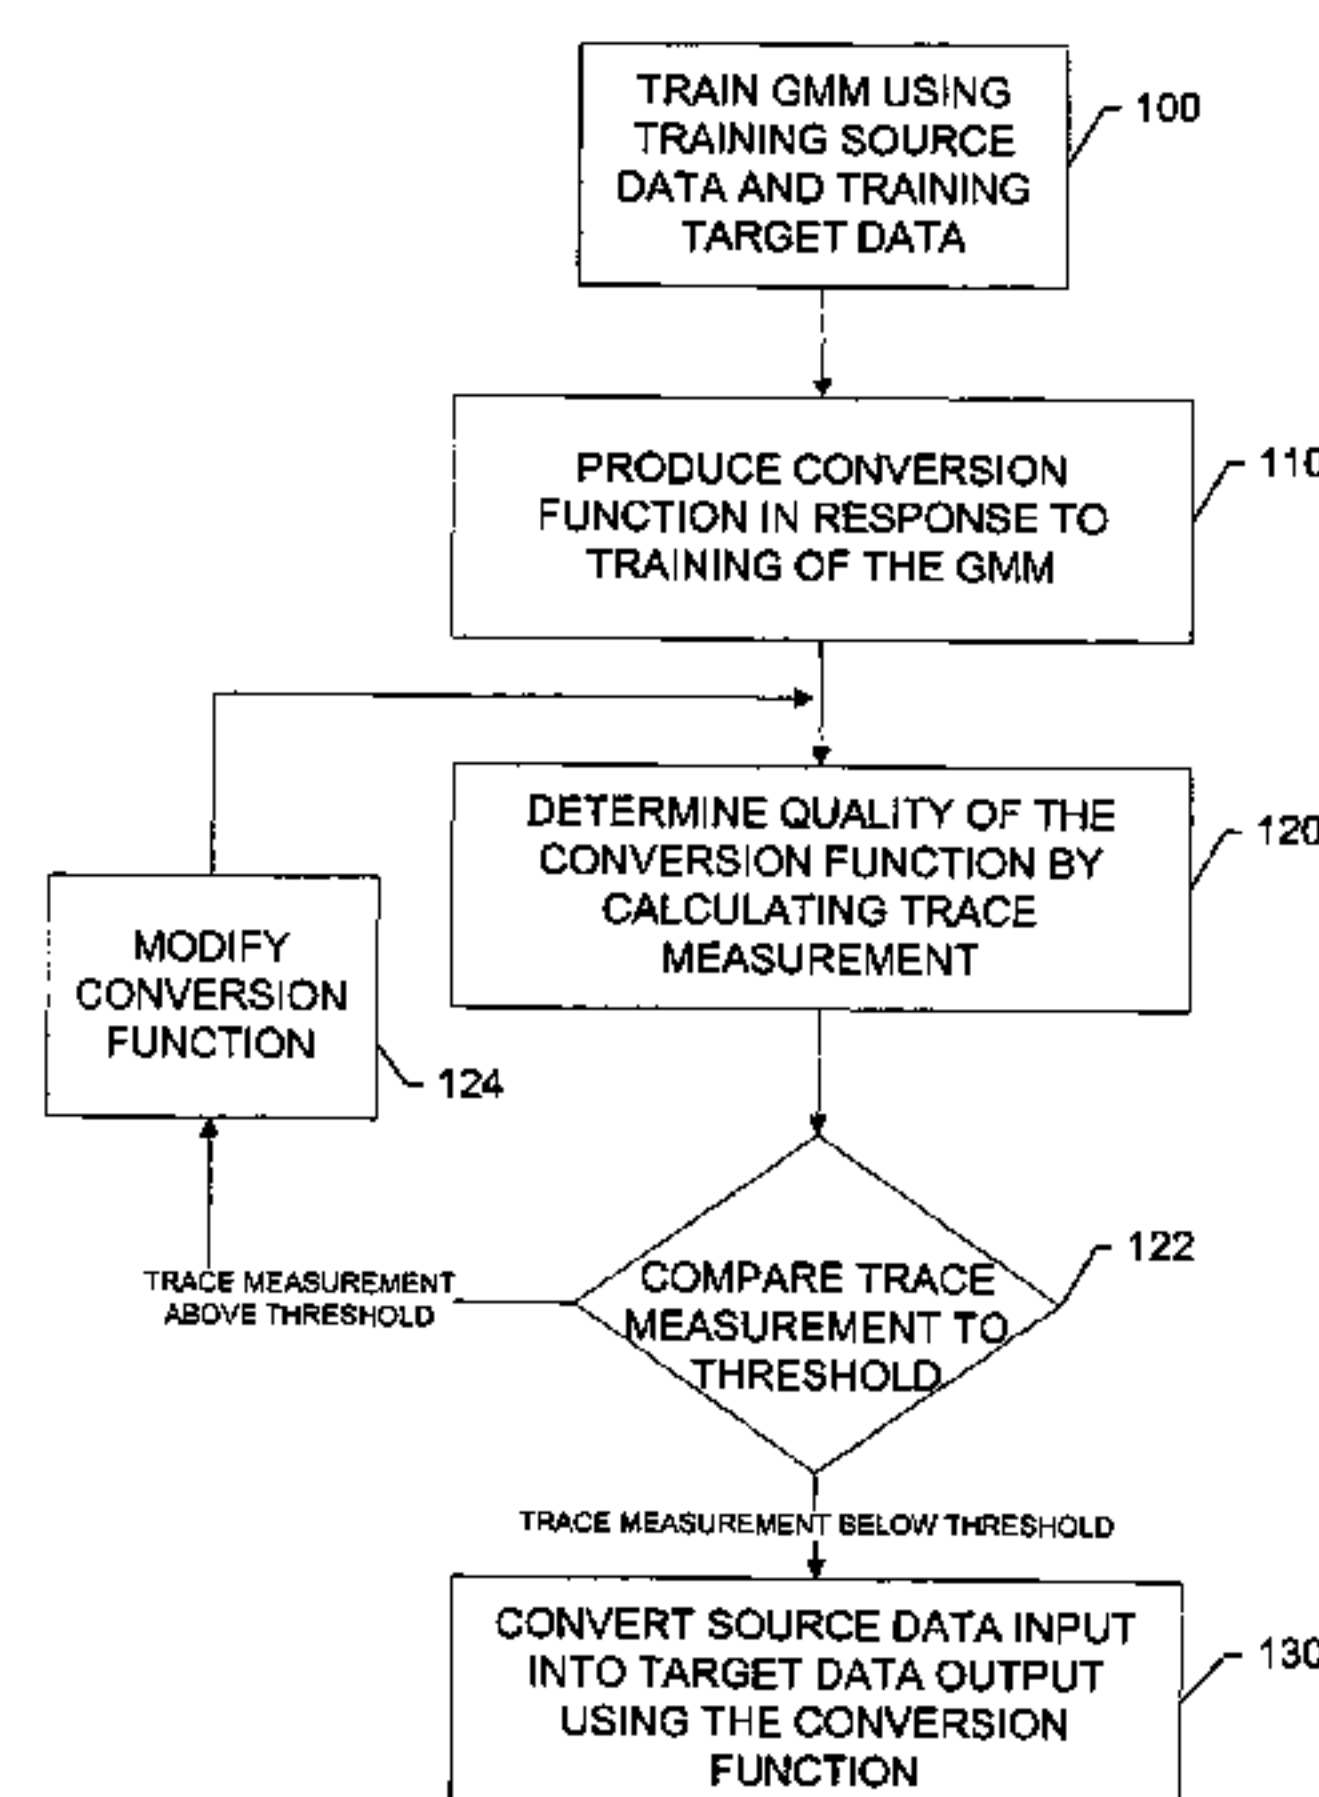 TRAIN GMM USING
TRAINING SOURCE
DATA AND TRAINING
TARGET DATA
100
PRODUCE CONVERSION
FUNCTION IN RESPONSE TO
TRAINING OF THE GMM
110
DETERMINE QUALITY OF THE
CONVERSION FUNCTION BY
CALCULATING TRACE
MEASUREMENT
120
MODIFY
CONVERSION
FUNCTION
124
COMPARE TRACE
MEASUREMENT TO
THRESHOLD
122
TRACE MEASUREMENT
ABOVE THRESHOLD
TRACE MEASUREMENT BELOW THRESHOLD
CONVERT SOURCE DATA INPUT
INTO TARGET DATA OUTPUT
USING THE CONVERSION
FUNCTION
130